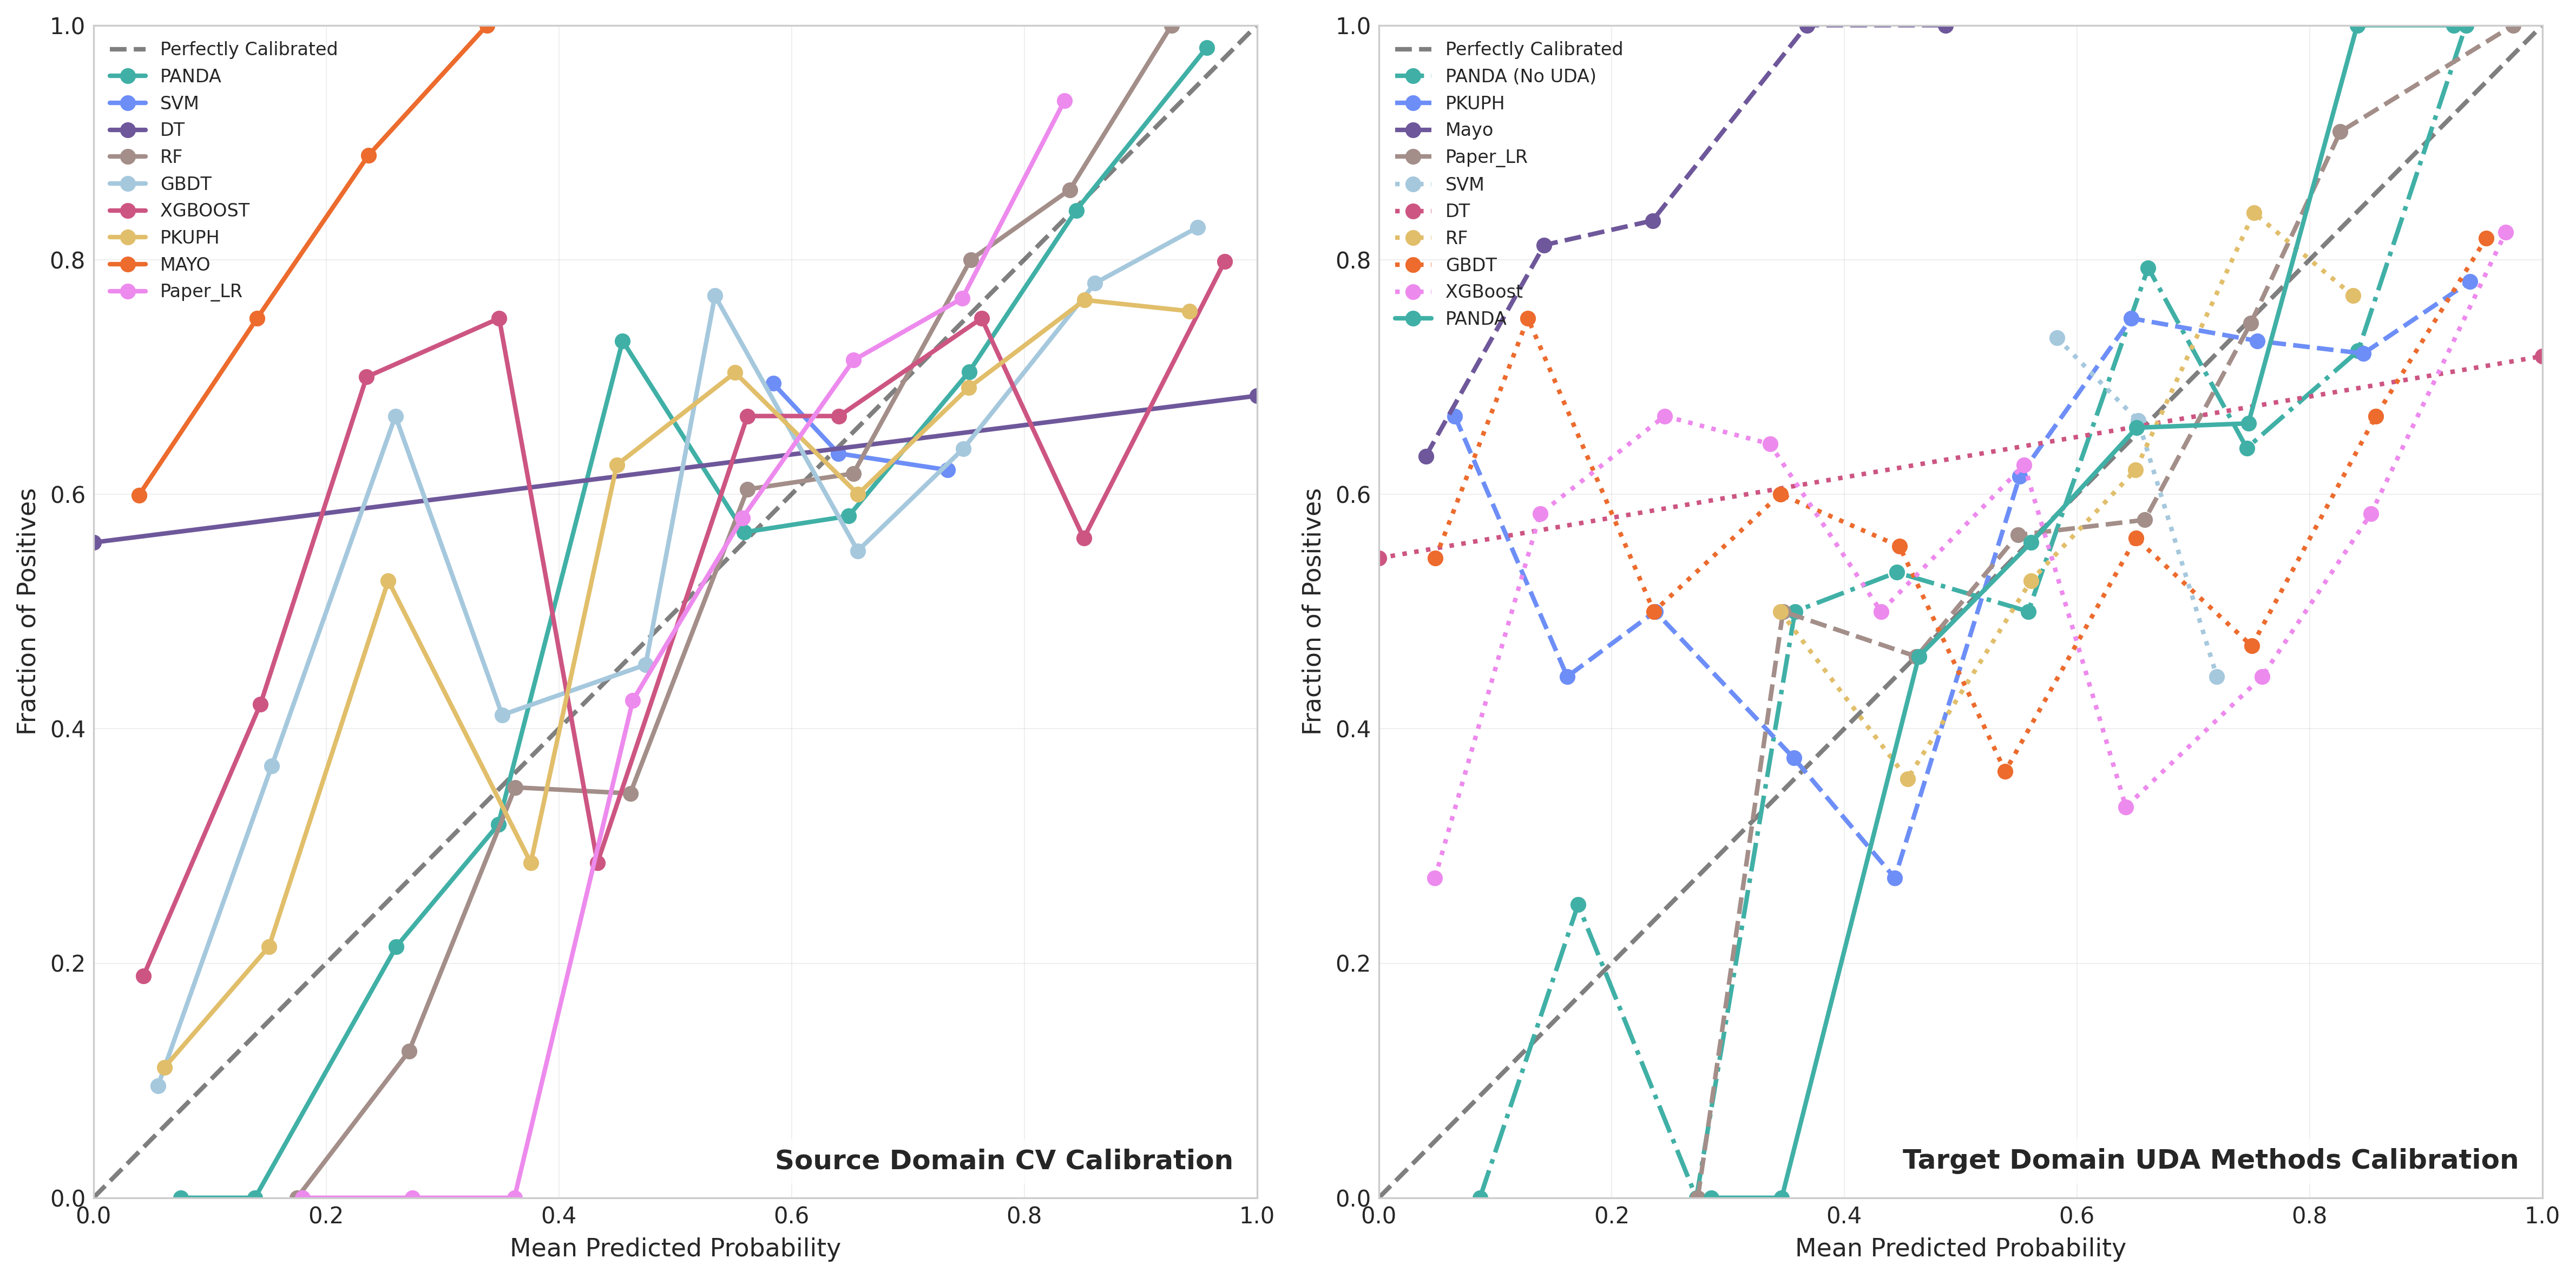 1.0
0.8
0.6
0.4
0.2
0.0
Fraction of Positives
Perfectly Calibrated
PANDA
SVM
DT
RF
GBDT
XGBOOST
PKUPH
MAYO
Paper_LR
Source Domain CV Calibration
0.0 0.2 0.4 0.6 0.8 1.0
Mean Predicted Probability
1.0
0.8
0.6
0.4
0.2
0.0
Fraction of Positives
Perfectly Calibrated
PANDA (No UDA)
PKUPH
Mayo
Paper_LR
SVM
DT
RF
GBDT
XGBoost
PANDA
Target Domain UDA Methods Calibration
0.0 0.2 0.4 0.6 0.8 1.0
Mean Predicted Probability